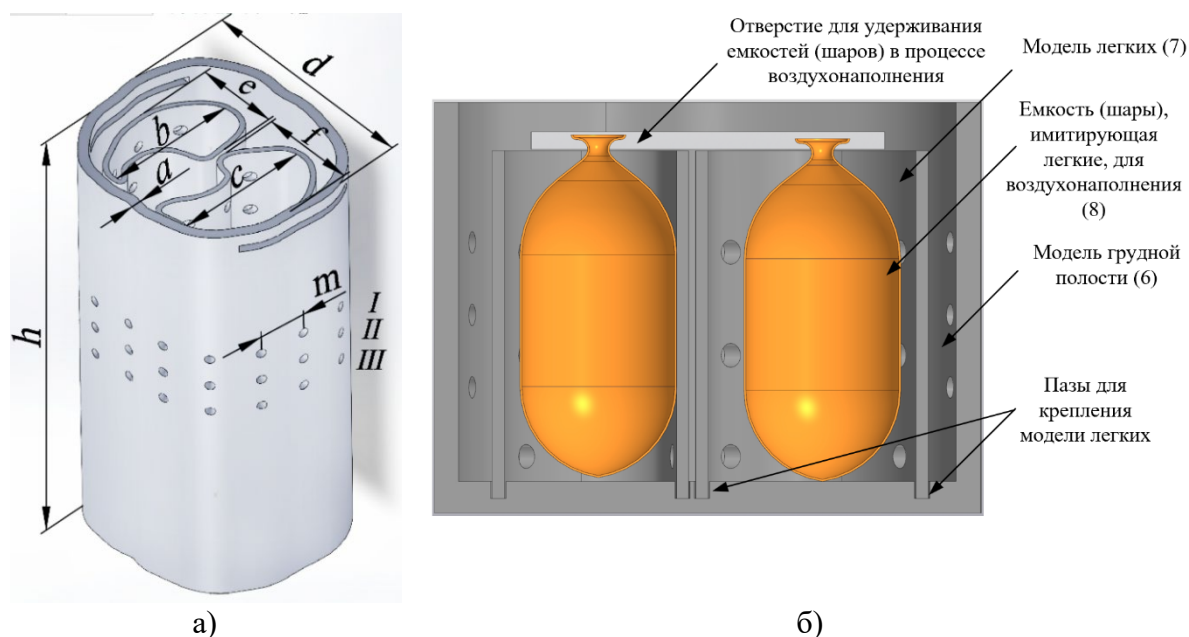 d
e
f
b
a
c
h
m
I
II
III
а)
Отверстие для удерживания
емкостей (шаров) в процессе
воздухонаполнения
Модель легких (7)
Емкость (шары),
имитирующая
легкие, для
воздухонаполнения
(8)
Модель грудной
полости (6)
Пазы для
крепления
модели легких
б)